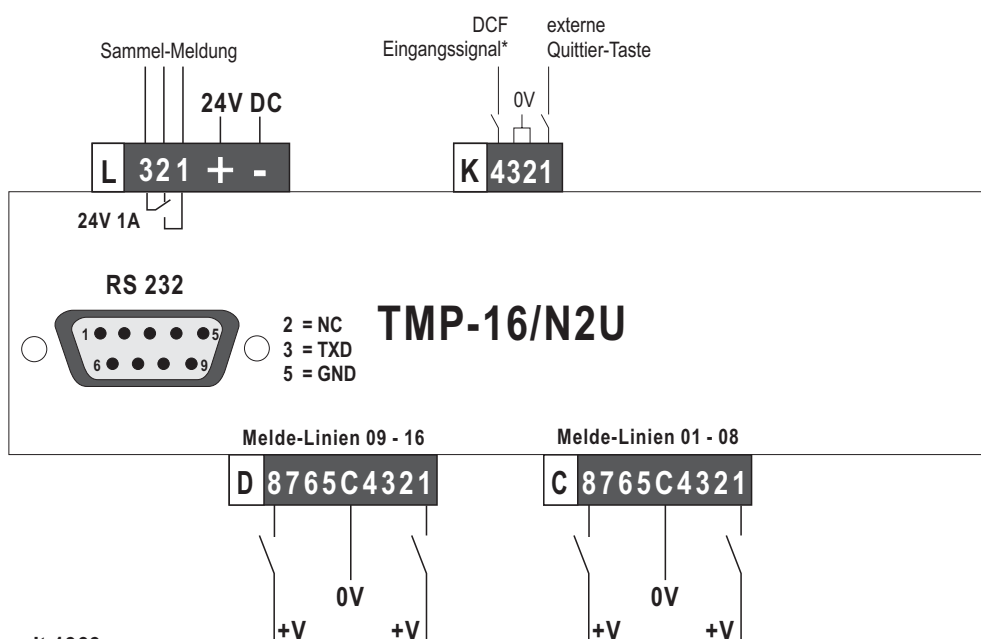 DCF
Eingangssignal*
externe
Quittier-Taste
Sammel-Meldung
24V DC
0V
L 321 + -
K 4321
24V 1A
RS 232
1 5
6 9
2 = NC
3 = TXD
5 = GND
TMP-16/N2U
Melde-Linien 09 - 16
Melde-Linien 01 - 08
D 8765C4321
C 8765C4321
0V
0V
+V +V
+V +V